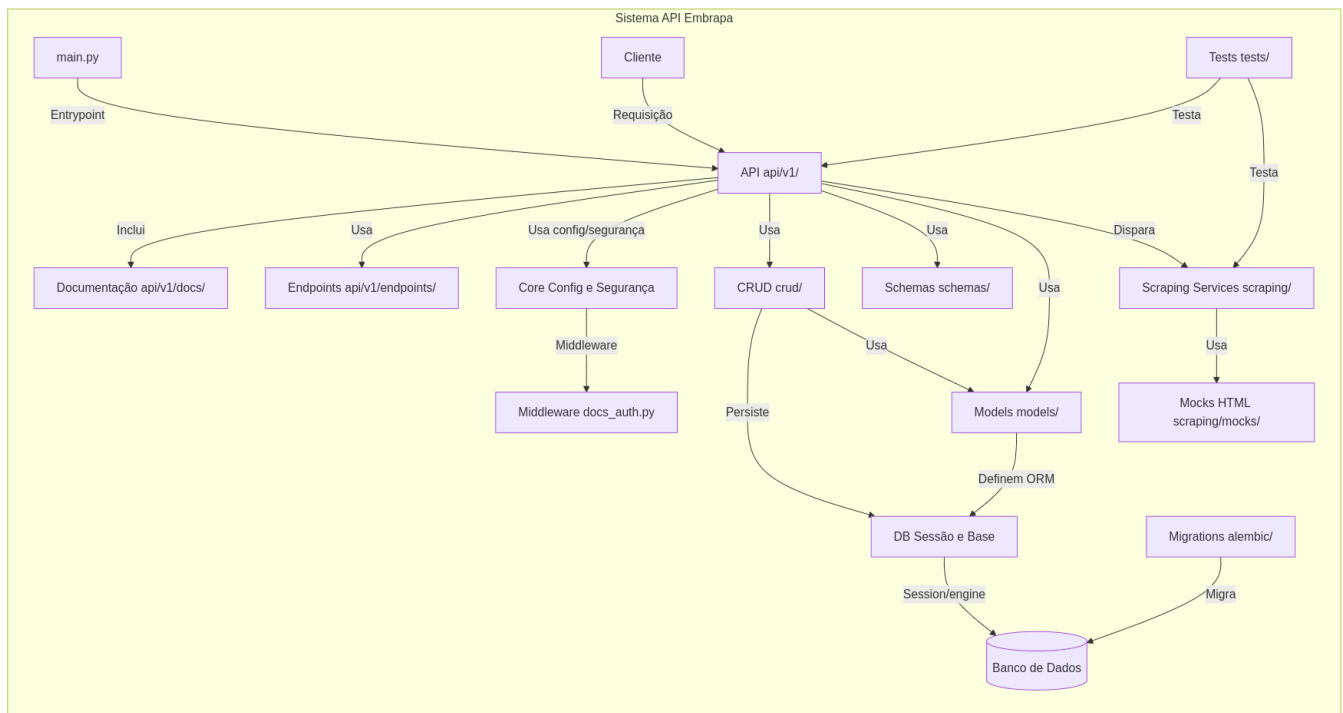 Sistema API Embrapa
main.py
Cliente
Tests tests/
Entrypoint
Requisição
Testa
API api/v1/
Testa
Inclui
Usa
Usa config/segurança
Usa
Usa
Dispara
Documentação api/v1/docs/
Endpoints api/v1/endpoints/
Core Config e Segurança
CRUD crud/
Schemas schemas/
Usa
Scraping Services scraping/
Middleware
Usa
Usa
Middleware docs_auth.py
Persiste
Models models/
Mocks HTML
scraping/mocks/
Definem ORM
DB Sessão e Base
Migrations alembic/
Session/engine
Migra
Banco de Dados